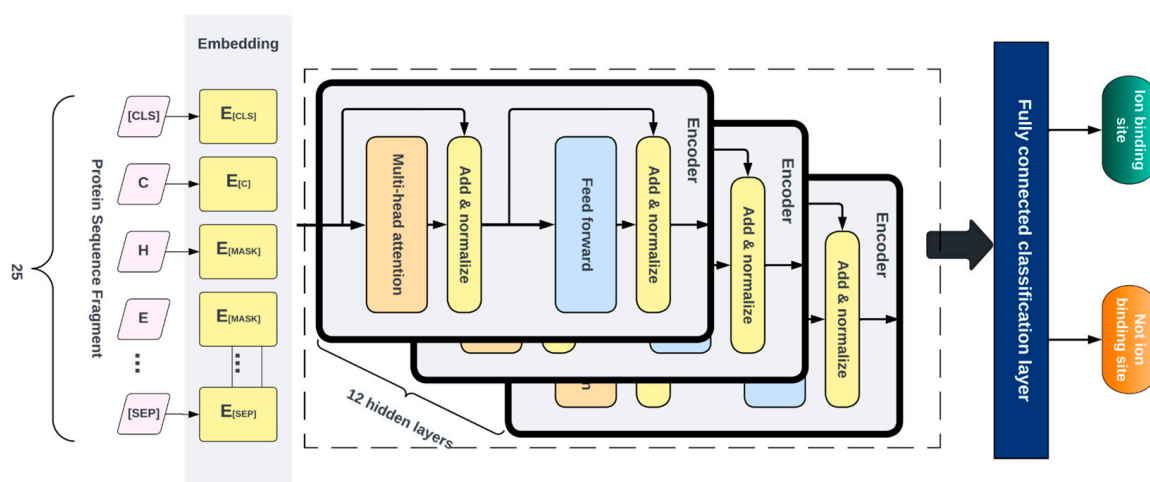 Embedding
[CLS]
E[CLS]
C
E[C]
H
E[MASK]
E
E[MASK]
...
...
[SEP]
E[SEP]
25
Protein Sequence Fragment
Multi-head attention
Add & normalize
Feed forward
Add & normalize
Encoder
Add & normalize
Encoder
Add & normalize
Encoder
n
12 hidden layers
Fully connected classification layer
Ion binding
site
Not ion
binding site